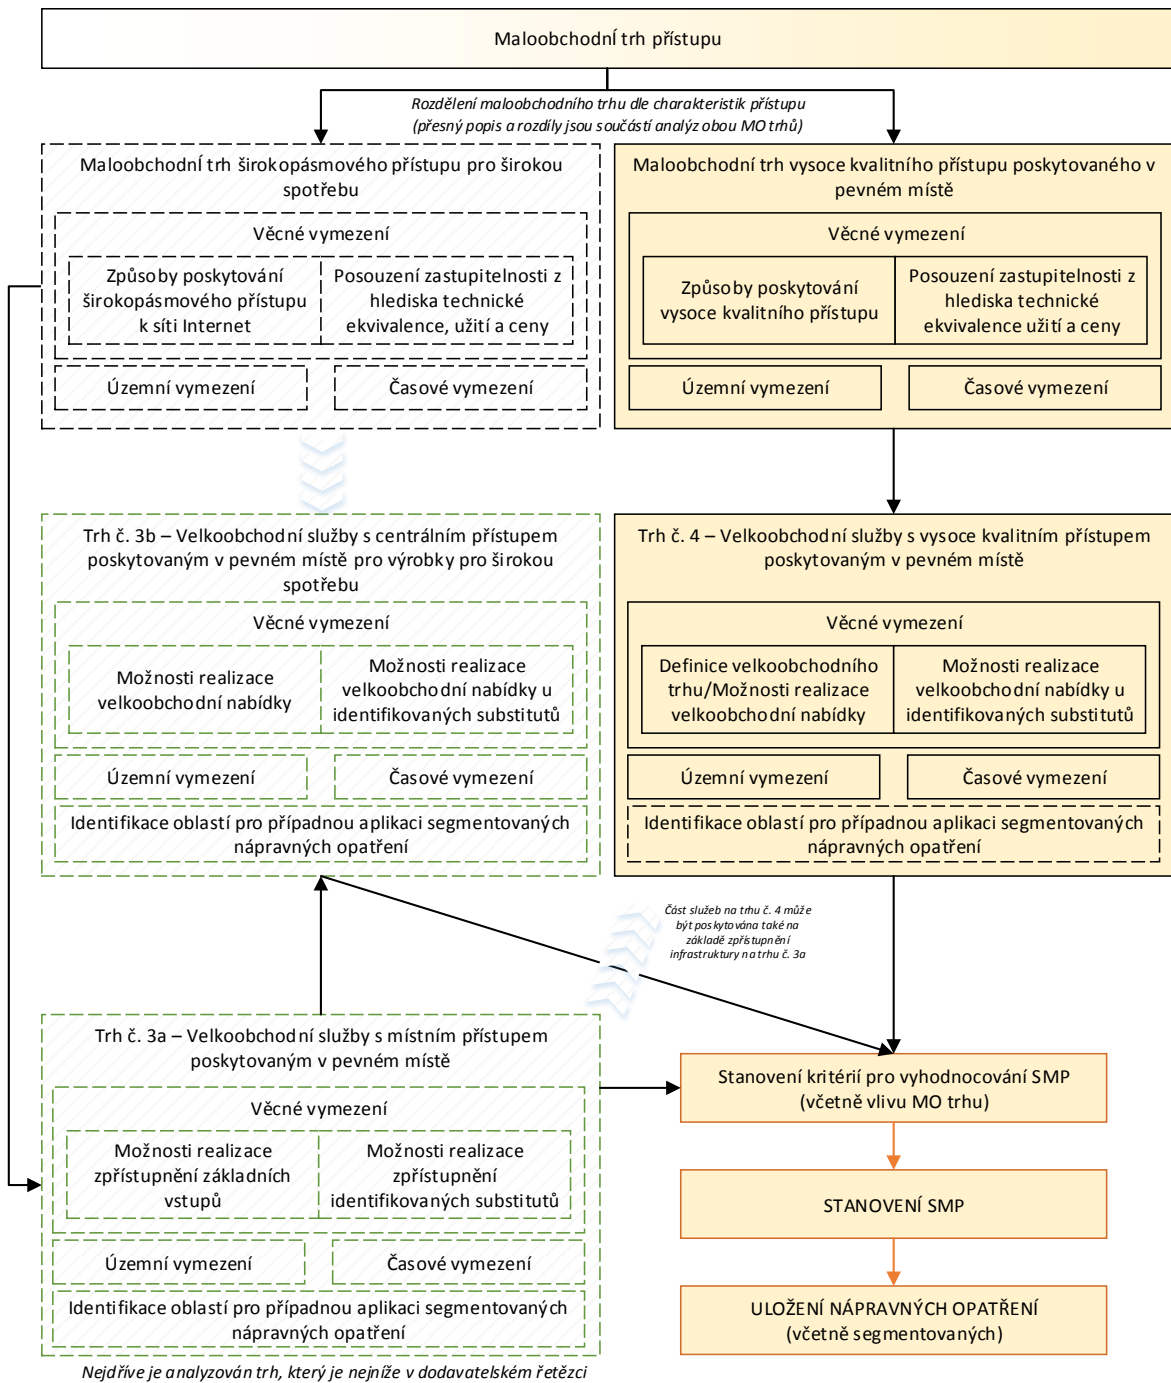 Maloobchodní trh přístupu
Rozdělení maloobchodního trhu dle charakteristik přístupu
(přesný popis a rozdíly jsou součástí analýz obou MO trhů)
Maloobchodní trh širokopásmového přístupu pro širokou
spotřebu
Věcné vymezení
Způsoby poskytování
širokopásmového přístupu
k síti Internet
Posouzení zastupitelnosti z
hlediska technické
ekvivalence, užití a ceny
Územní vymezení
Časové vymezení
Maloobchodní trh vysoce kvalitního přístupu poskytovaného v
pevném místě
Věcné vymezení
Způsoby poskytování
vysoce kvalitního přístupu
Posouzení zastupitelnosti z
hlediska technické
ekvivalence užití a ceny
Územní vymezení
Časové vymezení
Trh č. 3b – Velkoobchodní služby s centrálním přístupem
poskytovaným v pevném místě pro výrobky pro širokou
spotřebu
Věcné vymezení
Možnosti realizace
velkoobchodní nabídky
Možnosti realizace
velkoobchodní nabídky u
identifikovaných substitutů
Územní vymezení
Časové vymezení
Identifikace oblastí pro případnou aplikaci segmentovaných
nápravných opatření
Trh č. 4 – Velkoobchodní služby s vysoce kvalitním přístupem
poskytovaným v pevném místě
Věcné vymezení
Definice velkoobchodního
trhu/Možnosti realizace
velkoobchodní nabídky
Možnosti realizace
velkoobchodní nabídky u
identifikovaných substitutů
Územní vymezení
Časové vymezení
Identifikace oblastí pro případnou aplikaci segmentovaných
nápravných opatření
Část služeb na trhu č. 4 může
být poskytována také na
základě zpřístupnění
infrastruktury na trhu č. 3a
Trh č. 3a – Velkoobchodní služby s místním přístupem
poskytovaným v pevném místě
Věcné vymezení
Možnosti realizace
zpřístupnění základních
vstupů
Možnosti realizace
zpřístupnění
identifikovaných substitutů
Územní vymezení
Časové vymezení
Identifikace oblastí pro případnou aplikaci segmentovaných
nápravných opatření
Stanovení kritérií pro vyhodnocování SMP
(včetně vlivu MO trhu)
STANOVENÍ SMP
ULOŽENÍ NÁPRAVNÝCH OPATŘENÍ
(včetně segmentovaných)
Nejdříve je analyzován trh, který je nejníže v dodavatelském řetězci